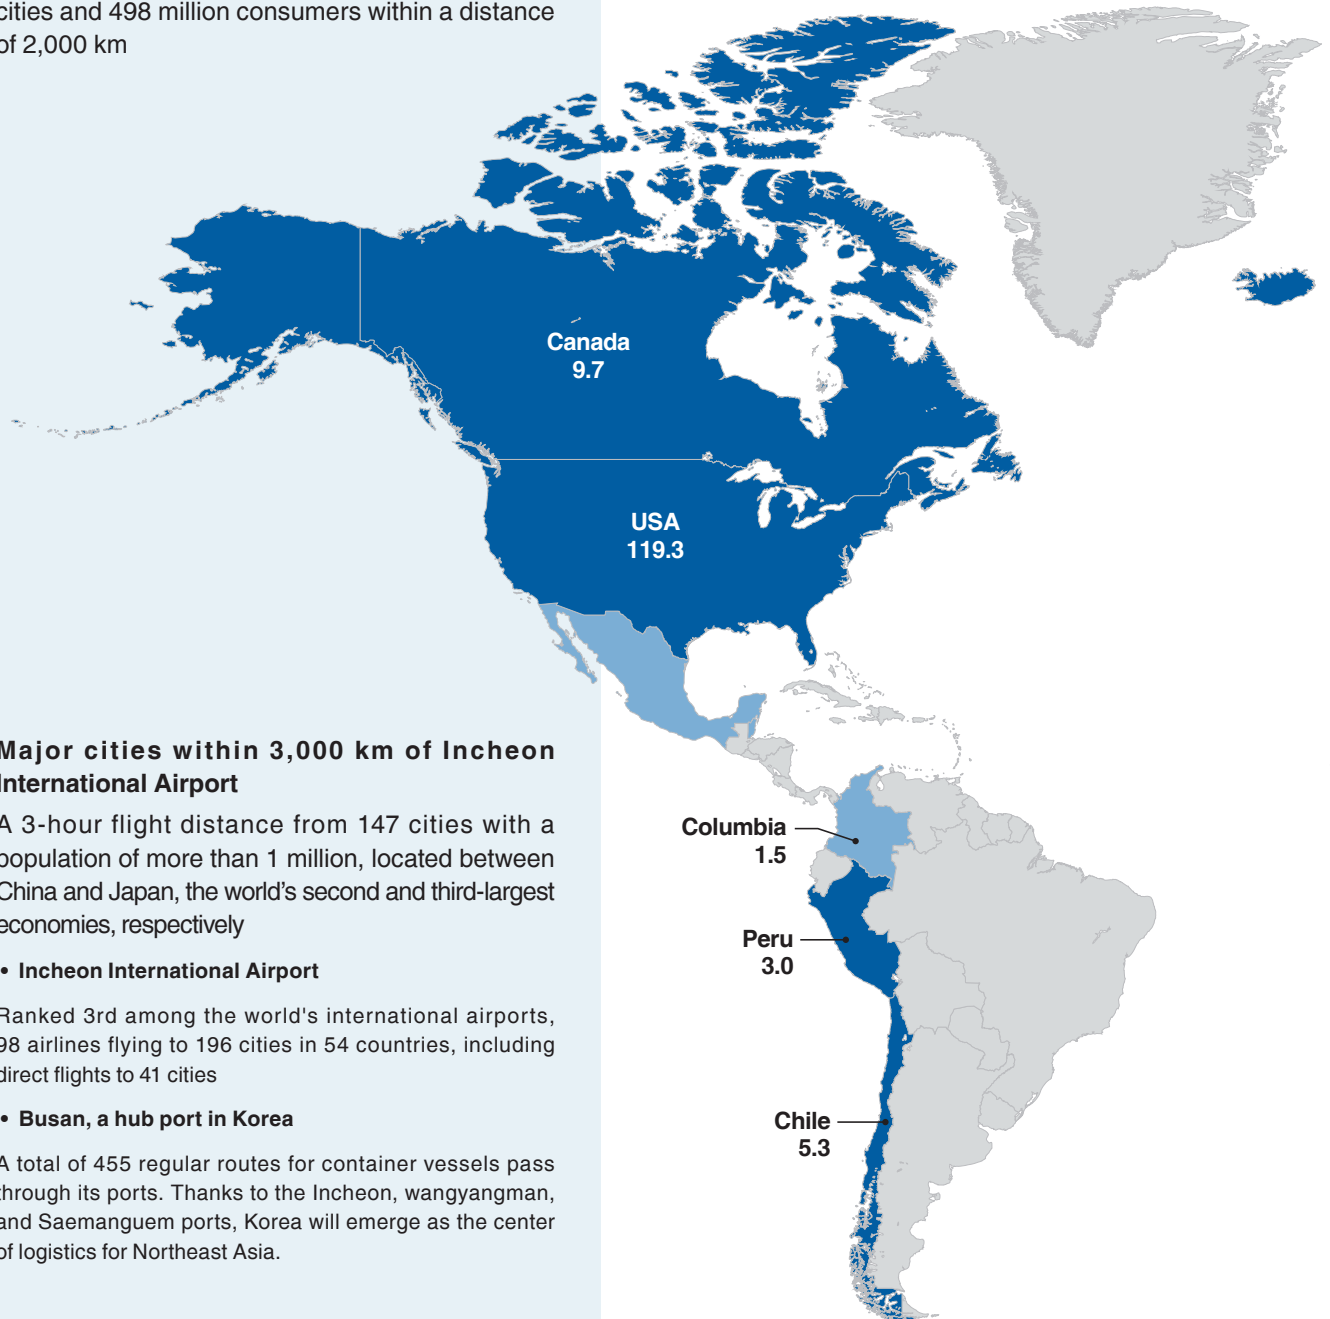 cities and 498 million consumers within a distance
of 2,000 km
Canada
9.7
USA
119.3
Major cities within 3,000 km of Incheon
International Airport
A 3-hour flight distance from 147 cities with a
population of more than 1 million, located between
China and Japan, the world’s second and third-largest
economies, respectively
• Incheon International Airport
Ranked 3rd among the world's international airports,
98 airlines flying to 196 cities in 54 countries, including
direct flights to 41 cities
• Busan, a hub port in Korea
A total of 455 regular routes for container vessels pass
through its ports. Thanks to the Incheon, wangyangman,
and Saemanguem ports, Korea will emerge as the center
of logistics for Northeast Asia.
Columbia
1.5
Peru
3.0
Chile
5.3